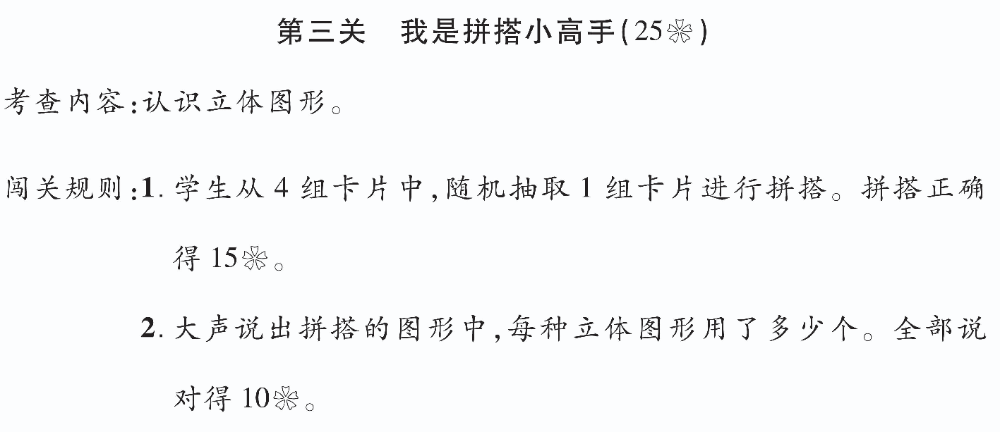 第三关 我是拼搭小高手(25❀)
考查内容:认识立体图形。
闯关规则:1. 学生从 4 组卡片中,随机抽取 1 组卡片进行拼搭。拼搭正确
得 15❀。
2. 大声说出拼搭的图形中,每种立体图形用了多少个。全部说
对得 10❀。